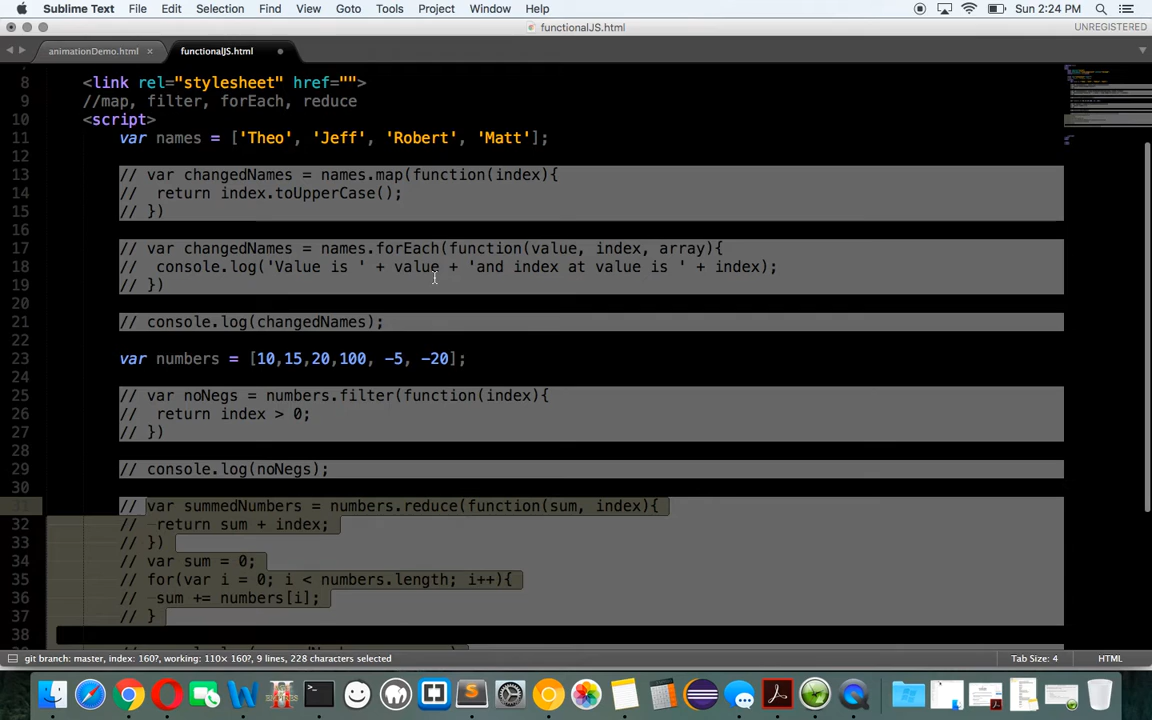 Sublime Text File Edit Selection Find View Goto Tools Project Window Help Sun 2:24 PM
functionalJS.html UNREGISTERED
animationDemo.html × functionalJS.html
8 <link rel="stylesheet" href="">
9 //map, filter, forEach, reduce
10 <script>
11 var names = ['Theo', 'Jeff', 'Robert', 'Matt'];
12
13 // var changedNames = names.map(function(index){
14 // return index.toUpperCase();
15 // })
16
17 // var changedNames = names.forEach(function(value, index, array){
18 // console.log('Value is ' + value + 'and index at value is ' + index);
19 // })
20
21 // console.log(changedNames);
22
23 var numbers = [10,15,20,100, -5, -20];
24
25 // var noNegs = numbers.filter(function(index){
26 // return index > 0;
27 // })
28
29 // console.log(noNegs);
30
31 // var summedNumbers = numbers.reduce(function(sum, index){
32 // return sum + index;
33 // })
34 // var sum = 0;
35 // for(var i = 0; i < numbers.length; i++){
36 // sum += numbers[i];
37 // }
38
git branch: master, index: 160?, working: 110× 160?, 9 lines, 228 characters selected Tab Size: 4 HTML